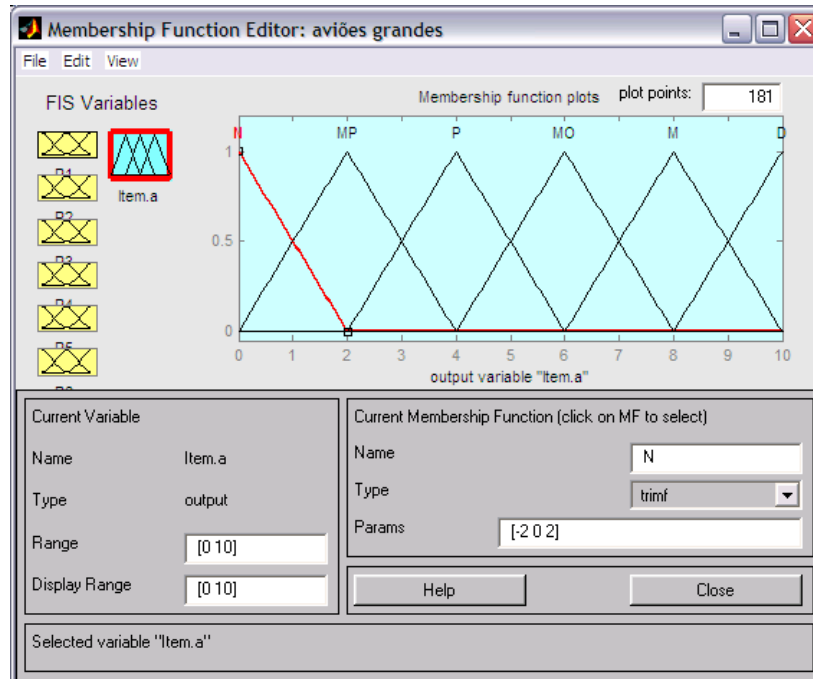 Membership Function Editor: aviões grandes
File Edit View
FIS Variables
Membership function plots plot points: 181
N MP P MO M D
Item.a
1
0.5
0
0 1 2 3 4 5 6 7 8 9 10
output variable "Item.a"
Current Variable
Name Item.a
Type output
Range [0 10]
Display Range [0 10]
Current Membership Function (click on MF to select)
Name N
Type trimf
Params [-2 0 2]
Help Close
Selected variable "Item.a"